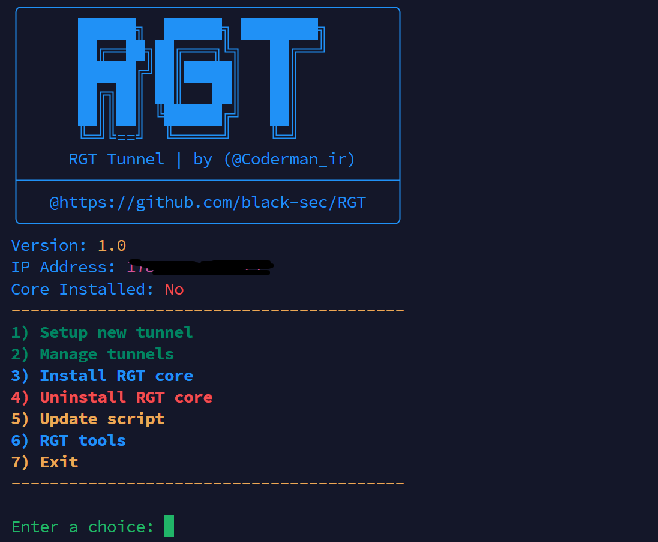 RGT
RGT Tunnel | by (@Coderman_ir)
@https://github.com/black-sec/RGT
Version: 1.0
IP Address:
Core Installed: No
1) Setup new tunnel
2) Manage tunnels
3) Install RGT core
4) Uninstall RGT core
5) Update script
6) RGT tools
7) Exit
Enter a choice: